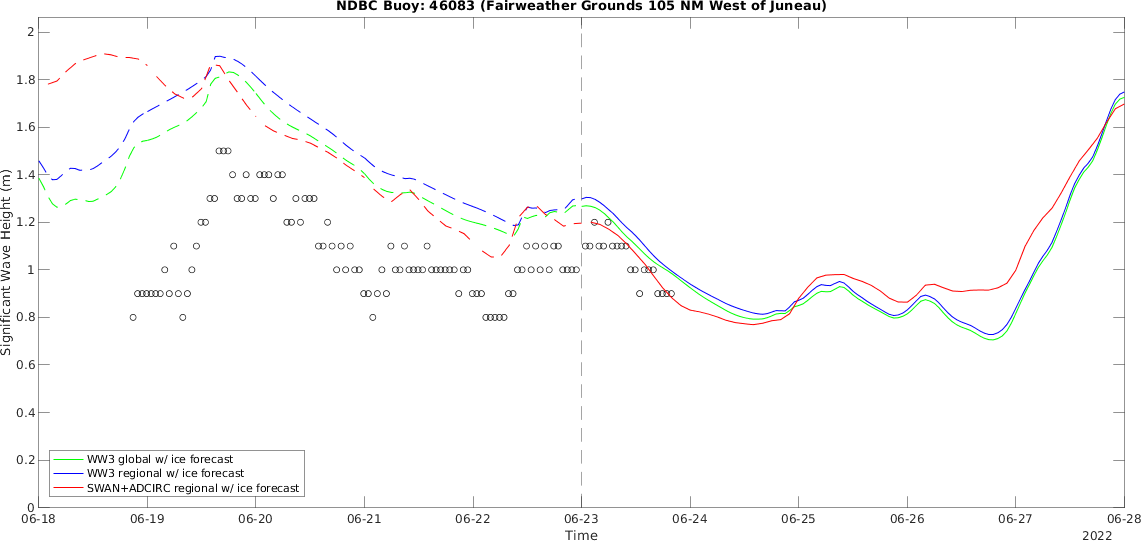 NDBC Buoy: 46083 (Fairweather Grounds 105 NM West of Juneau)
2
1.8
1.6
1.4
1.2
1
0.8
0.6
0.4
0.2
0
Significant Wave Height (m)
WW3 global w/ ice forecast
WW3 regional w/ ice forecast
SWAN+ADCIRC regional w/ ice forecast
06-18 06-19 06-20 06-21 06-22 06-23 06-24 06-25 06-26 06-27 06-28
Time
2022